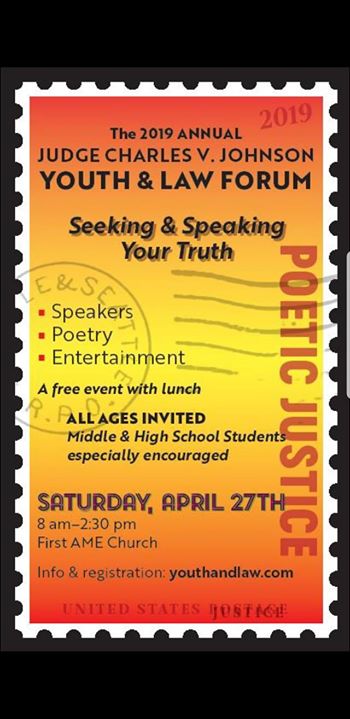 2019
The 2019 ANNUAL
JUDGE CHARLES V. JOHNSON
YOUTH & LAW FORUM
Seeking & Speaking
Your Truth
POETIC JUSTICE
▪ Speakers
▪ Poetry
▪ Entertainment
A free event with lunch
ALL AGES INVITED
Middle & High School Students
especially encouraged
SATURDAY, APRIL 27TH
8 am–2:30 pm
First AME Church
Info & registration: youthandlaw.com
UNITED STATES POSTAGE
JUSTICE